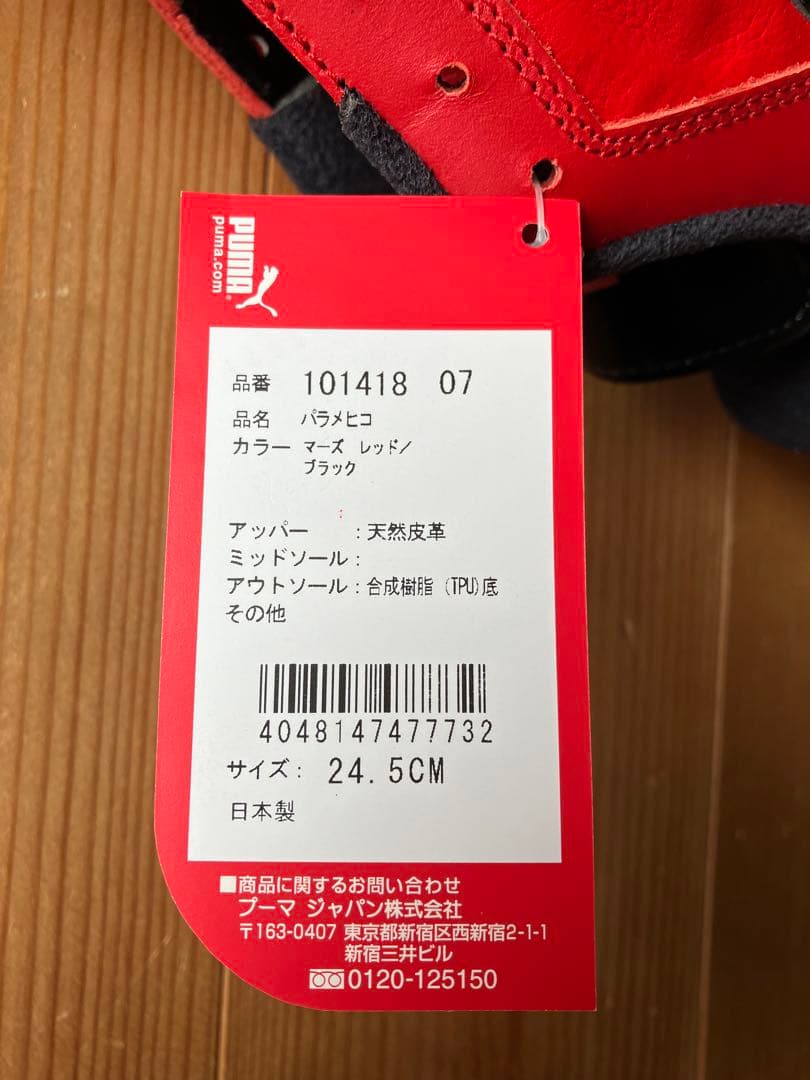 PUMA®
puma.com
品番 101418 07
品名 パラメヒコ
カラー マーズ レッド/
ブラック
アッパー :天然皮革
ミッドソール:
アウトソール:合成樹脂 (TPU)底
その他
4048147477732
サイズ: 24.5CM
日本製
■商品に関するお問い合わせ
プーマ ジャパン株式会社
〒163-0407 東京都新宿区西新宿2-1-1
新宿三井ビル
0120-125150